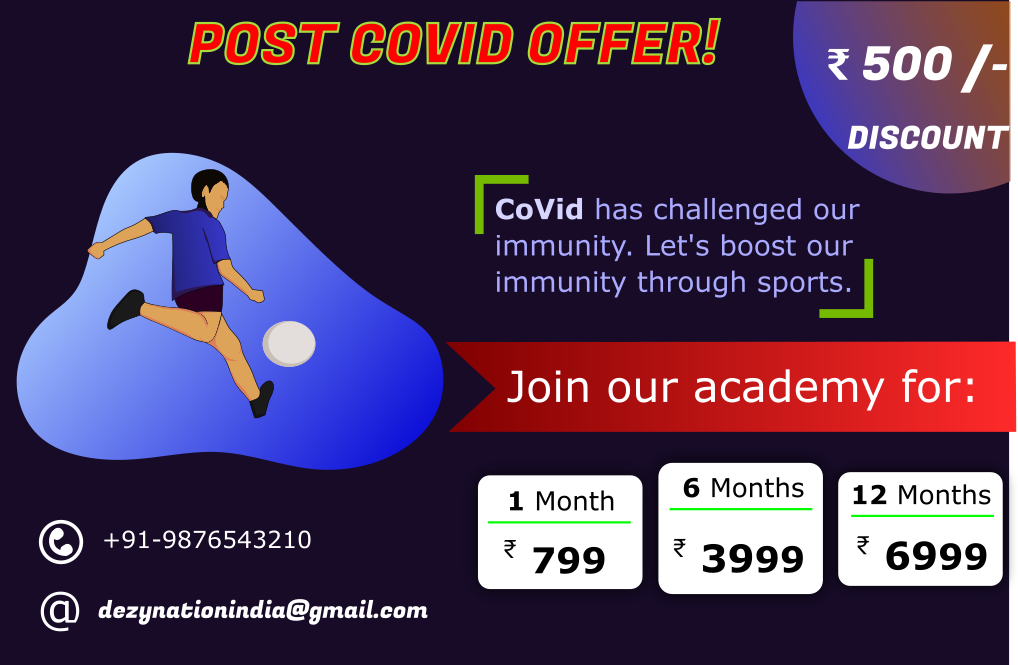 POST COVID OFFER!
₹ 500 /-
DISCOUNT
CoVid has challenged our
immunity. Let's boost our
immunity through sports.
Join our academy for:
1 Month
₹ 799
6 Months
₹ 3999
12 Months
₹ 6999
+91-9876543210
@ dezynationindia@gmail.com